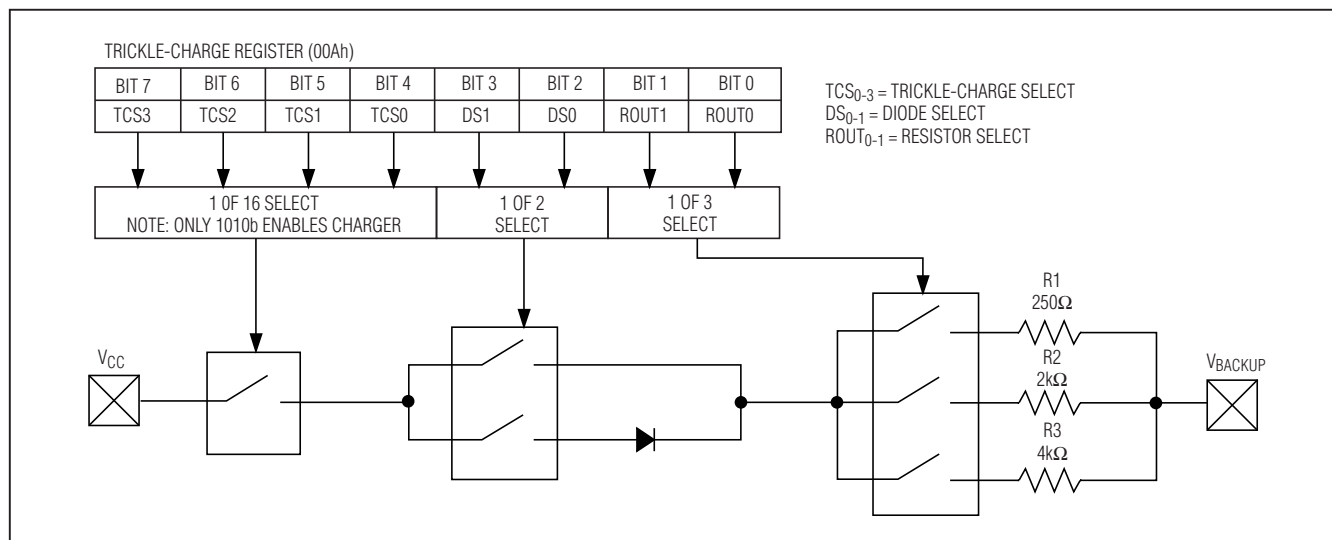 TRICKLE-CHARGE REGISTER (00Ah)
BIT 7 BIT 6 BIT 5 BIT 4 BIT 3 BIT 2 BIT 1 BIT 0
TCS3 TCS2 TCS1 TCS0 DS1 DS0 ROUT1 ROUT0
TCS0-3 = TRICKLE-CHARGE SELECT
DS0-1 = DIODE SELECT
ROUT0-1 = RESISTOR SELECT
1 OF 16 SELECT
NOTE: ONLY 1010b ENABLES CHARGER
1 OF 2
SELECT
1 OF 3
SELECT
VCC
R1
250Ω
R2
2kΩ
R3
4kΩ
VBACKUP